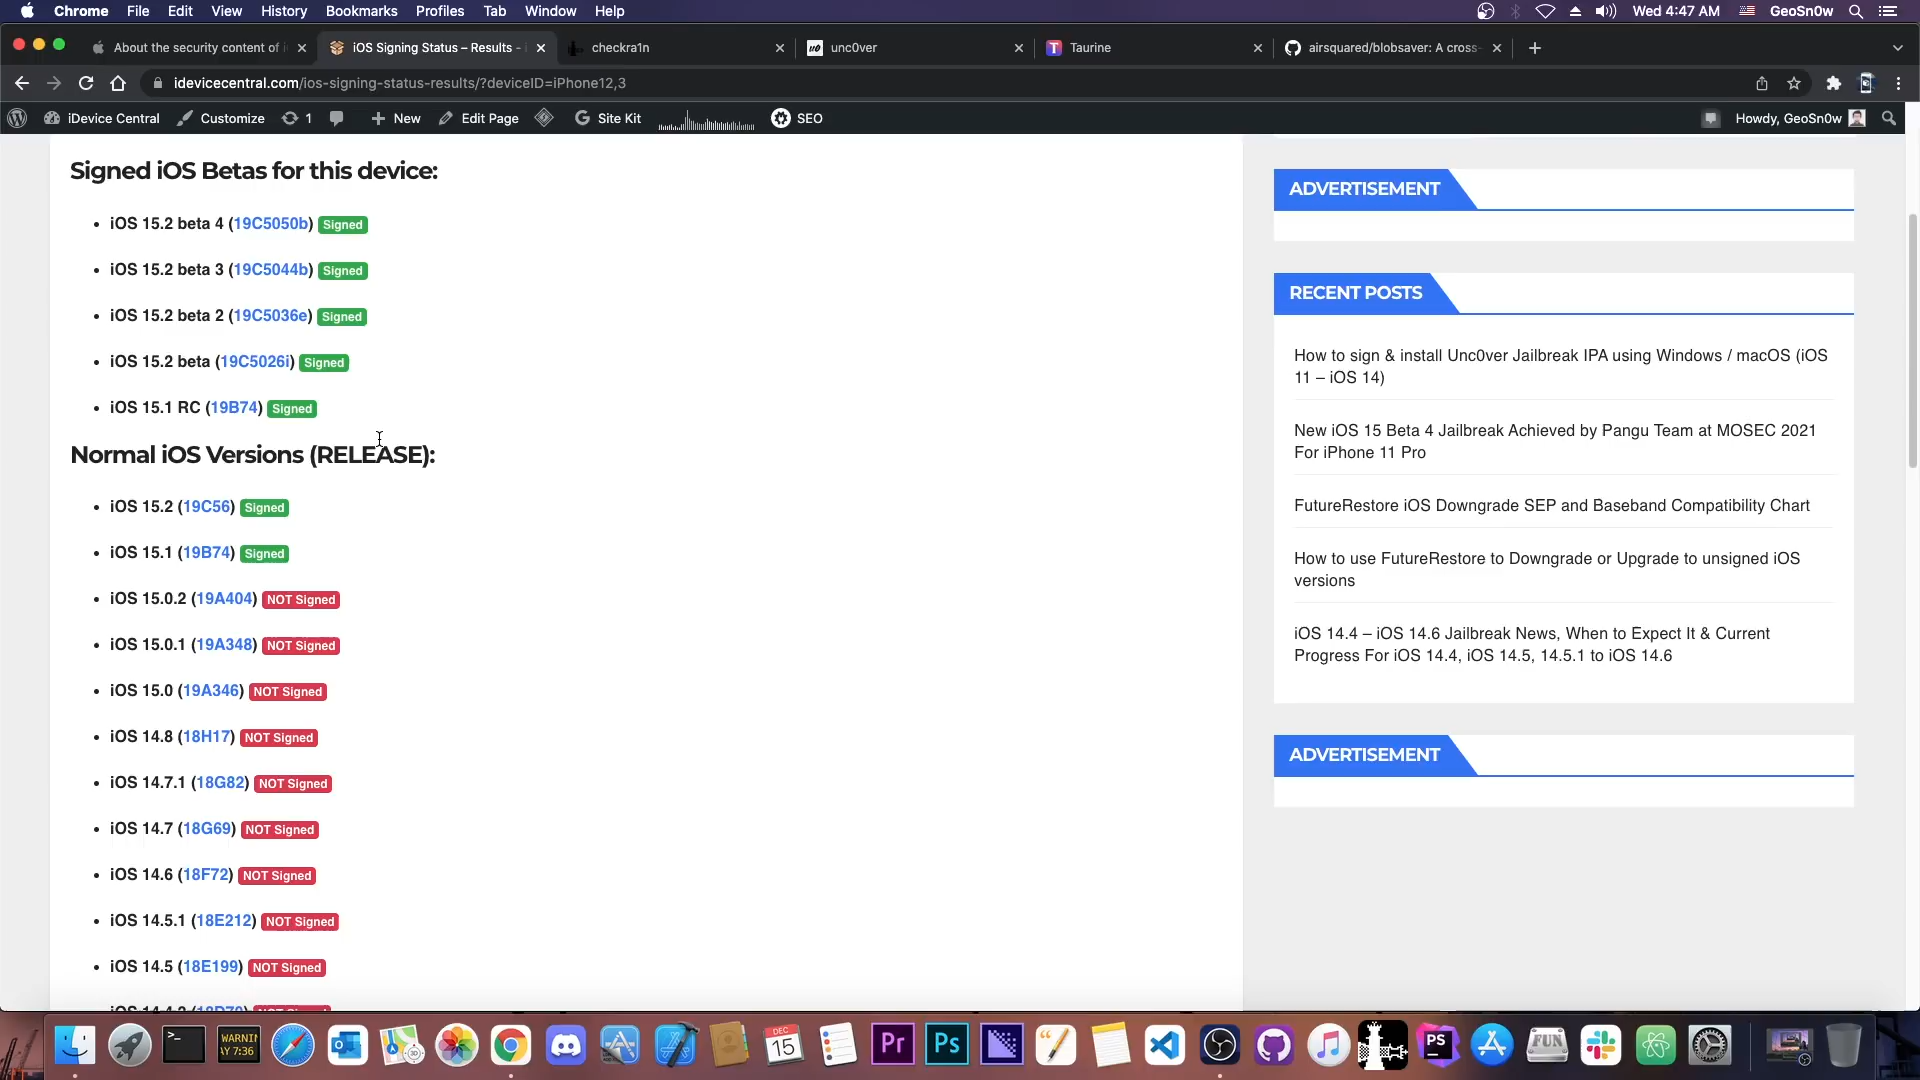 Chrome File Edit View History Bookmarks Profiles Tab Window Help Wed 4:47 AM GeoSn0w
About the security content of i
iOS Signing Status – Results - i
checkra1n
unc0ver
Taurine
airsquared/blobsaver: A cross-
idevicecentral.com/ios-signing-status-results/?deviceID=iPhone12,3
iDevice Central Customize 1 New Edit Page Site Kit SEO Howdy, GeoSn0w
Signed iOS Betas for this device:
• iOS 15.2 beta 4 (19C5050b) Signed
• iOS 15.2 beta 3 (19C5044b) Signed
• iOS 15.2 beta 2 (19C5036e) Signed
• iOS 15.2 beta (19C5026i) Signed
• iOS 15.1 RC (19B74) Signed
Normal iOS Versions (RELEASE):
• iOS 15.2 (19C56) Signed
• iOS 15.1 (19B74) Signed
• iOS 15.0.2 (19A404) NOT Signed
• iOS 15.0.1 (19A348) NOT Signed
• iOS 15.0 (19A346) NOT Signed
• iOS 14.8 (18H17) NOT Signed
• iOS 14.7.1 (18G82) NOT Signed
• iOS 14.7 (18G69) NOT Signed
• iOS 14.6 (18F72) NOT Signed
• iOS 14.5.1 (18E212) NOT Signed
• iOS 14.5 (18E199) NOT Signed
ADVERTISEMENT
RECENT POSTS
How to sign & install Unc0ver Jailbreak IPA using Windows / macOS (iOS
11 – iOS 14)
New iOS 15 Beta 4 Jailbreak Achieved by Pangu Team at MOSEC 2021
For iPhone 11 Pro
FutureRestore iOS Downgrade SEP and Baseband Compatibility Chart
How to use FutureRestore to Downgrade or Upgrade to unsigned iOS
versions
iOS 14.4 – iOS 14.6 Jailbreak News, When to Expect It & Current
Progress For iOS 14.4, iOS 14.5, 14.5.1 to iOS 14.6
ADVERTISEMENT
WARNIN
AY 7:36
DEC
15
Pr
Ps
PS
FUN